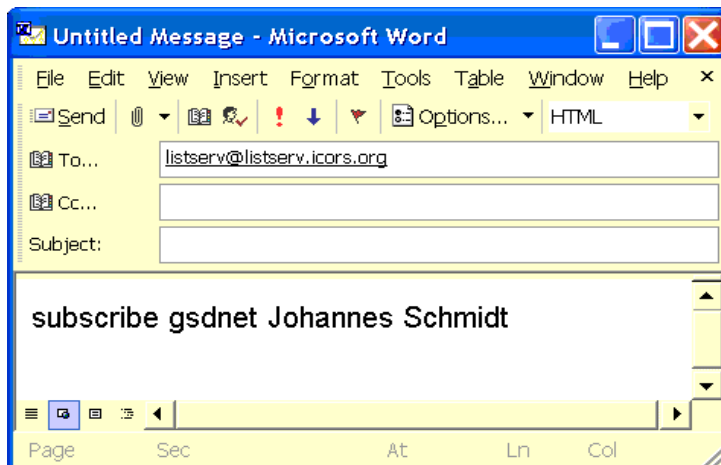 Untitled Message - Microsoft Word
File Edit View Insert Format Tools Table Window Help
Send Options... HTML
To... listserv@listserv.icors.org
Cc...
Subject:
subscribe gsdnet Johannes Schmidt
Page Sec At Ln Col